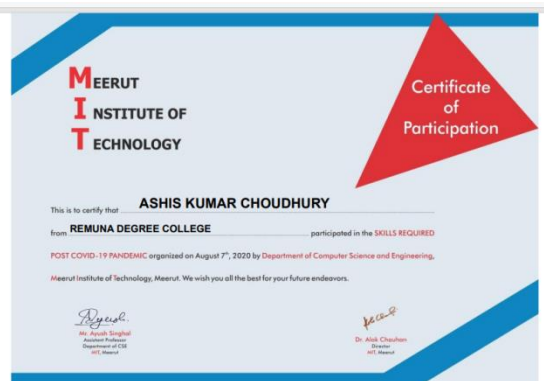 MEERUT
INSTITUTE OF
TECHNOLOGY
Certificate
of
Participation
This is to certify that ASHIS KUMAR CHOUDHURY
from REMUNA DEGREE COLLEGE participated in the SKILLS REQUIRED
POST COVID-19 PANDEMIC organized on August 7th, 2020 by Department of Computer Science and Engineering,
Meerut Institute of Technology, Meerut. We wish you all the best for your future endeavors.
Mr. Ayush Singhal
Assistant Professor
Department of CSE
MIT, Meerut
Dr. Alok Chauhan
Director
MIT, Meerut